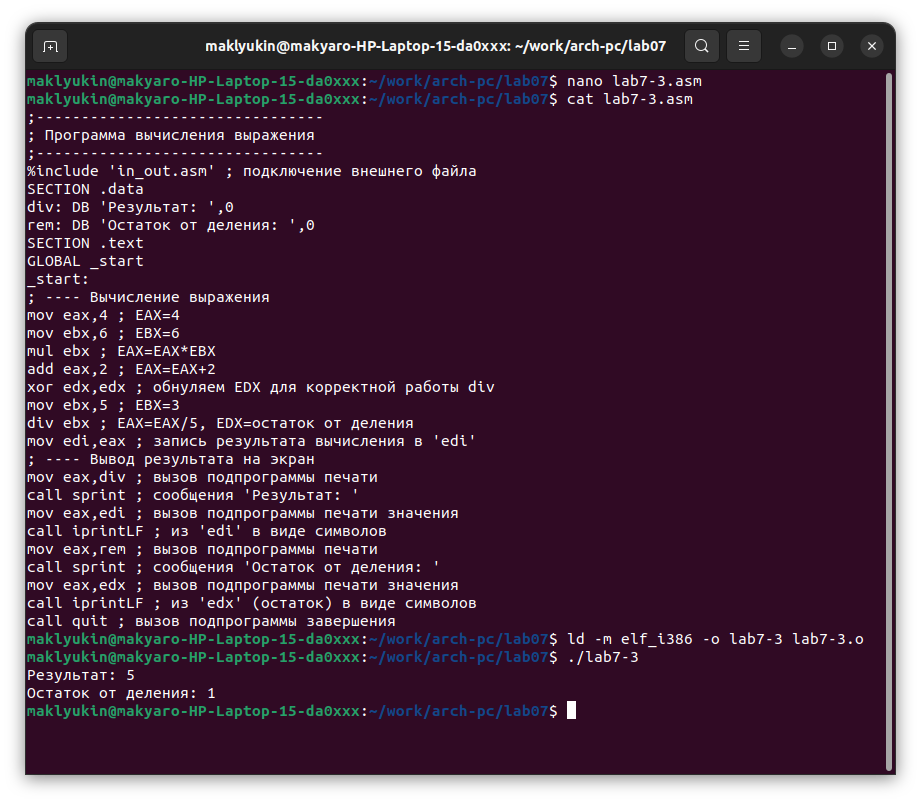 maklyukin@makyaro-HP-Laptop-15-da0xxx: ~/work/arch-pc/lab07
maklyukin@makyaro-HP-Laptop-15-da0xxx:~/work/arch-pc/lab07$ nano lab7-3.asm
maklyukin@makyaro-HP-Laptop-15-da0xxx:~/work/arch-pc/lab07$ cat lab7-3.asm
;--------------------------------
; Программа вычисления выражения
;--------------------------------
%include 'in_out.asm' ; подключение внешнего файла
SECTION .data
div: DB 'Результат: ',0
rem: DB 'Остаток от деления: ',0
SECTION .text
GLOBAL _start
_start:
; ---- Вычисление выражения
mov eax,4 ; EAX=4
mov ebx,6 ; EBX=6
mul ebx ; EAX=EAX*EBX
add eax,2 ; EAX=EAX+2
xor edx,edx ; обнуляем EDX для корректной работы div
mov ebx,5 ; EBX=3
div ebx ; EAX=EAX/5, EDX=остаток от деления
mov edi,eax ; запись результата вычисления в 'edi'
; ---- Вывод результата на экран
mov eax,div ; вызов подпрограммы печати
call sprint ; сообщения 'Результат: '
mov eax,edi ; вызов подпрограммы печати значения
call iprintLF ; из 'edi' в виде символов
mov eax,rem ; вызов подпрограммы печати
call sprint ; сообщения 'Остаток от деления: '
mov eax,edx ; вызов подпрограммы печати значения
call iprintLF ; из 'edx' (остаток) в виде символов
call quit ; вызов подпрограммы завершения
maklyukin@makyaro-HP-Laptop-15-da0xxx:~/work/arch-pc/lab07$ ld -m elf_i386 -o lab7-3 lab7-3.o
maklyukin@makyaro-HP-Laptop-15-da0xxx:~/work/arch-pc/lab07$ ./lab7-3
Результат: 5
Остаток от деления: 1
maklyukin@makyaro-HP-Laptop-15-da0xxx:~/work/arch-pc/lab07$